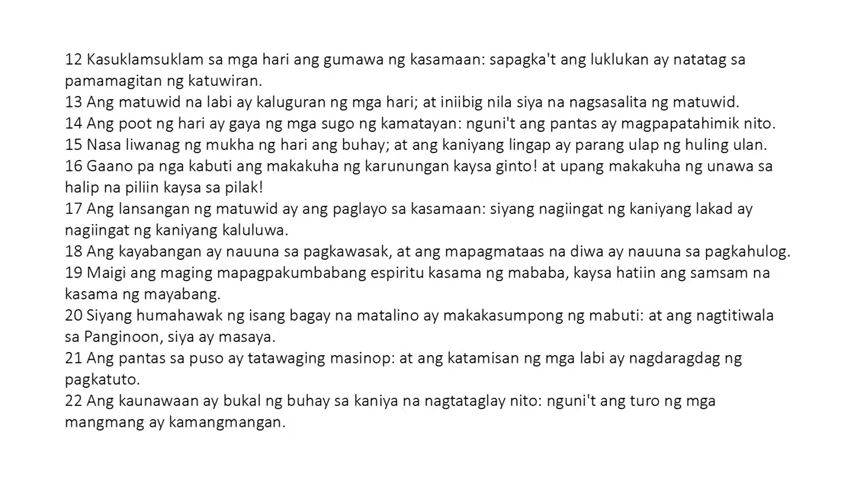 12 Kasuklamsuklam sa mga hari ang gumawa ng kasamaan: sapagka't ang luklukan ay natatag sa
pamamagitan ng katuwiran.
13 Ang matuwid na labi ay kaluguran ng mga hari; at iniibig nila siya na nagsasalita ng matuwid.
14 Ang poot ng hari ay gaya ng mga sugo ng kamatayan: nguni't ang pantas ay magpapatahimik nito.
15 Nasa liwanag ng mukha ng hari ang buhay; at ang kaniyang lingap ay parang ulap ng huling ulan.
16 Gaano pa nga kabuti ang makakuha ng karunungan kaysa ginto! at upang makakuha ng unawa sa
halip na piliin kaysa sa pilak!
17 Ang lansangan ng matuwid ay ang paglayo sa kasamaan: siyang nagiingat ng kaniyang lakad ay
nagiingat ng kaniyang kaluluwa.
18 Ang kayabangan ay nauuna sa pagkawasak, at ang mapagmataas na diwa ay nauuna sa pagkahulog.
19 Maigi ang maging mapagpakumbabang espiritu kasama ng mababa, kaysa hatiin ang samsam na
kasama ng mayabang.
20 Siyang humahawak ng isang bagay na matalino ay makakasumpong ng mabuti: at ang nagtitiwala
sa Panginoon, siya ay masaya.
21 Ang pantas sa puso ay tatawaging masinop: at ang katamisan ng mga labi ay nagdaragdag ng
pagkatuto.
22 Ang kaunawaan ay bukal ng buhay sa kaniya na nagtataglay nito: nguni't ang turo ng mga
mangmang ay kamangmangan.